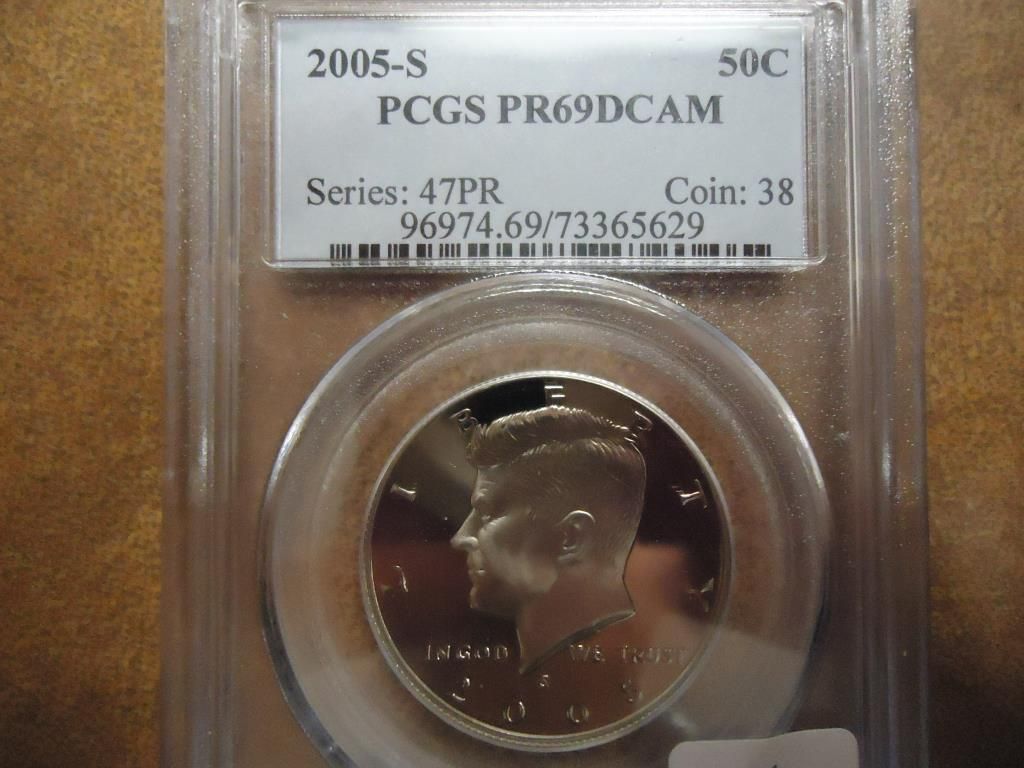 2005-S 50C
PCGS PR69DCAM
Series: 47PR Coin: 38
96974.69/73365629
LIBERTY
IN GOD WE TRUST
S
2005